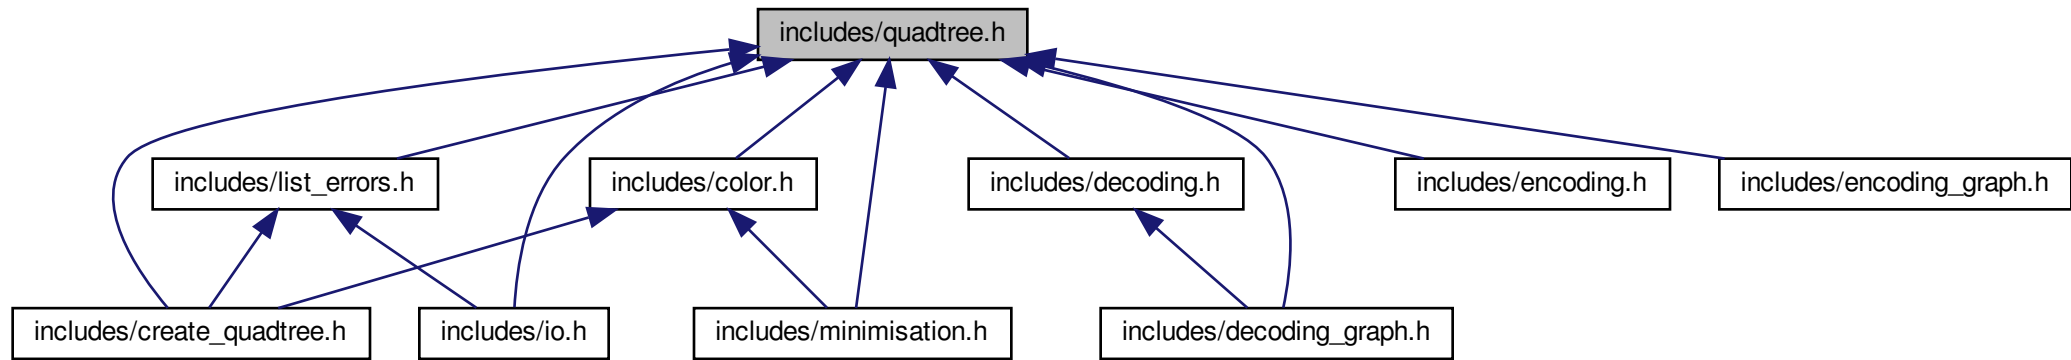 includes/quadtree.h
includes/list_errors.h
includes/color.h
includes/decoding.h
includes/encoding.h
includes/encoding_graph.h
includes/create_quadtree.h
includes/io.h
includes/minimisation.h
includes/decoding_graph.h